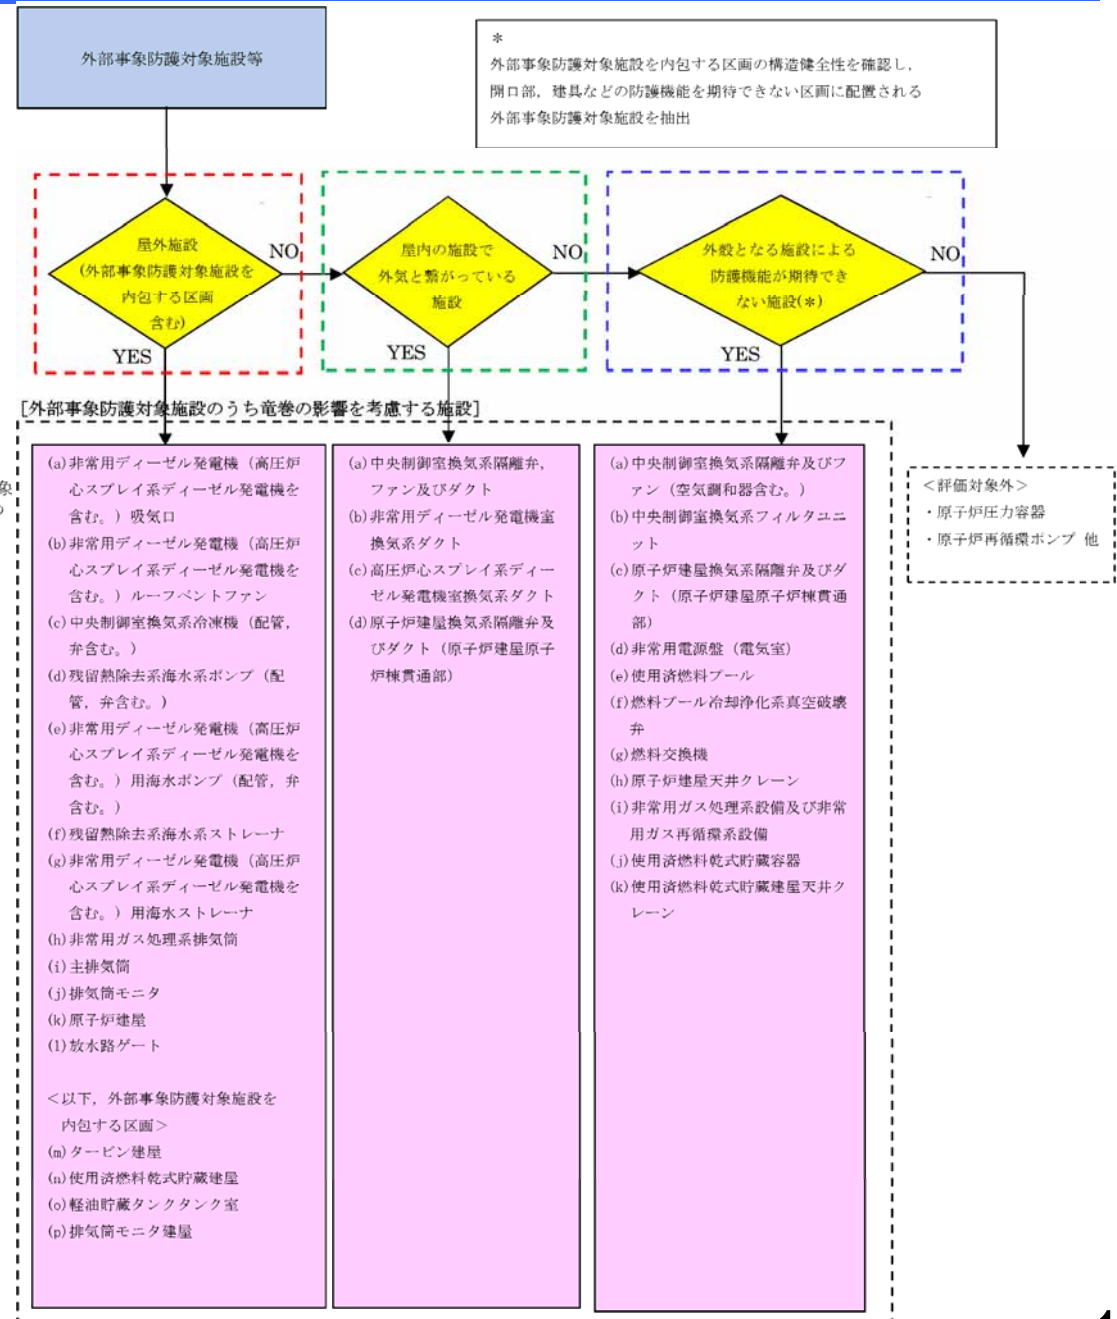 外部事象防護対象施設等
＊
外部事象防護対象施設を内包する区画の構造健全性を確認し，
開口部，建具などの防護機能を期待できない区画に配置される
外部事象防護対象施設を抽出
屋外施設
(外部事象防護対象施設を
内包する区画
含む)
NO
YES
屋内の施設で
外気と繋がっている
施設
NO
YES
外殻となる施設による
防護機能が期待でき
ない施設(＊)
NO
YES
[外部事象防護対象施設のうち竜巻の影響を考慮する施設]
象
(a)非常用ディーゼル発電機（高圧炉
心スプレイ系ディーゼル発電機を
含む。）吸気口
(b)非常用ディーゼル発電機（高圧炉
心スプレイ系ディーゼル発電機を
含む。）ルーフベントファン
(c)中央制御室換気系冷凍機（配管，
弁含む。）
(d)残留熱除去系海水系ポンプ（配
管，弁含む。）
(e)非常用ディーゼル発電機（高圧炉
心スプレイ系ディーゼル発電機を
含む。）用海水ポンプ（配管，弁
含む。）
(f)残留熱除去系海水系ストレーナ
(g)非常用ディーゼル発電機（高圧炉
心スプレイ系ディーゼル発電機を
含む。）用海水ストレーナ
(h)非常用ガス処理系排気筒
(i)主排気筒
(j)排気筒モニタ
(k)原子炉建屋
(l)放水路ゲート
＜以下，外部事象防護対象施設を
内包する区画＞
(m)タービン建屋
(n)使用済燃料乾式貯蔵建屋
(o)軽油貯蔵タンクタンク室
(p)排気筒モニタ建屋
(a)中央制御室換気系隔離弁，
ファン及びダクト
(b)非常用ディーゼル発電機室
換気系ダクト
(c)高圧炉心スプレイ系ディー
ゼル発電機室換気系ダクト
(d)原子炉建屋換気系隔離弁及
びダクト（原子炉建屋原子
炉棟貫通部）
(a)中央制御室換気系隔離弁及びフ
ァン（空気調和器含む。）
(b)中央制御室換気系フィルタユニ
ット
(c)原子炉建屋換気系隔離弁及びダ
クト（原子炉建屋原子炉棟貫通
部）
(d)非常用電源盤（電気室）
(e)使用済燃料プール
(f)燃料プール冷却浄化系真空破壊
弁
(g)燃料交換機
(h)原子炉建屋天井クレーン
(i)非常用ガス処理系設備及び非常
用ガス再循環系設備
(j)使用済燃料乾式貯蔵容器
(k)使用済燃料乾式貯蔵建屋天井ク
レーン
＜評価対象外＞
・原子炉圧力容器
・原子炉再循環ポンプ 他